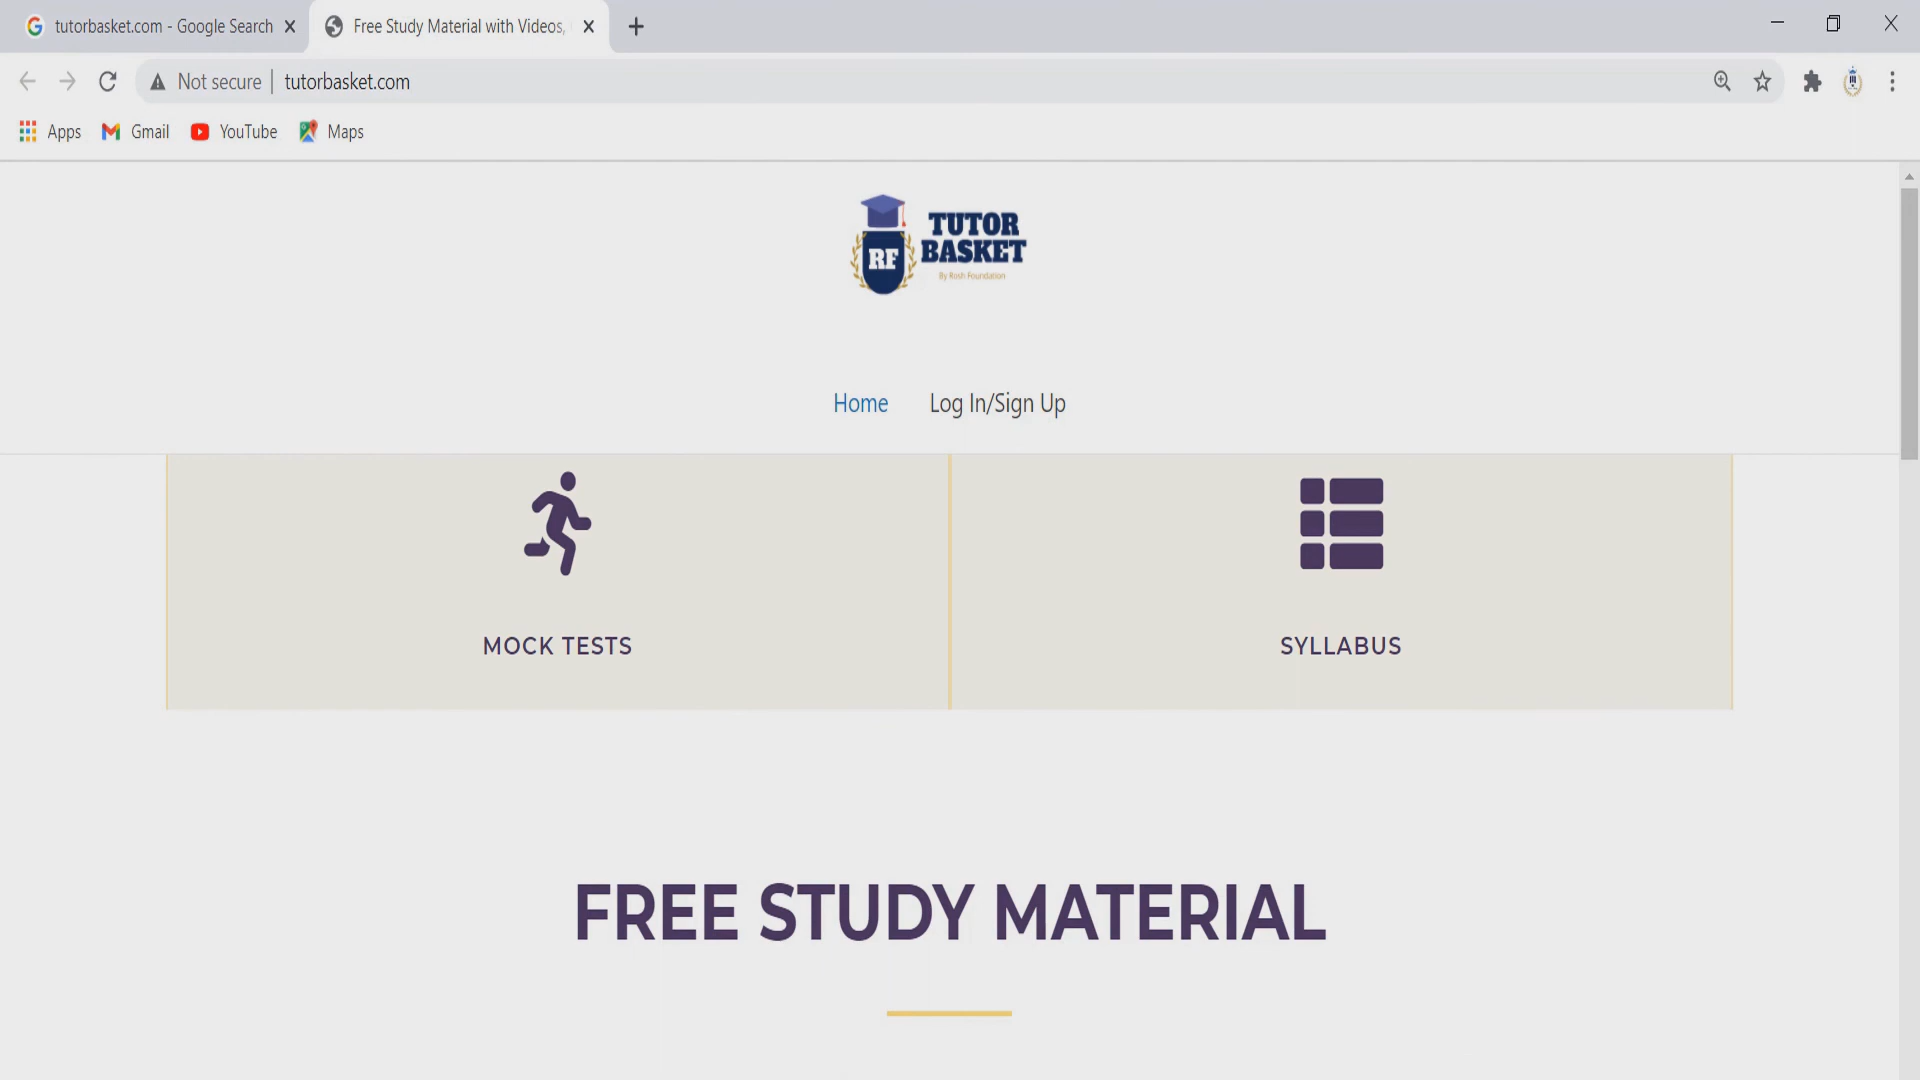 tutorbasket.com - Google Search
Free Study Material with Videos,
Not secure
tutorbasket.com
Apps
Gmail
YouTube
Maps
RF
TUTOR
BASKET
By Rosh Foundation
Home
Log In/Sign Up
MOCK TESTS
SYLLABUS
FREE STUDY MATERIAL